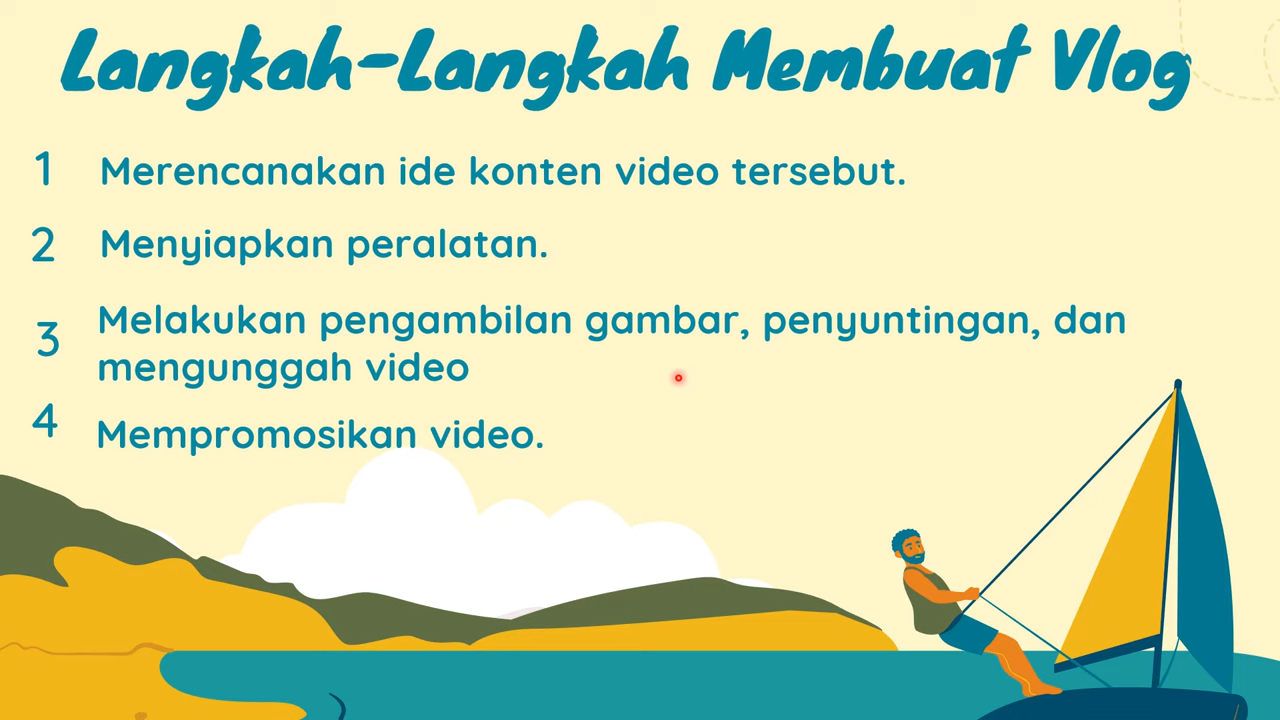 Langkah-Langkah Membuat Vlog
1 Merencanakan ide konten video tersebut.
2 Menyiapkan peralatan.
3 Melakukan pengambilan gambar, penyuntingan, dan
mengunggah video
4 Mempromosikan video.